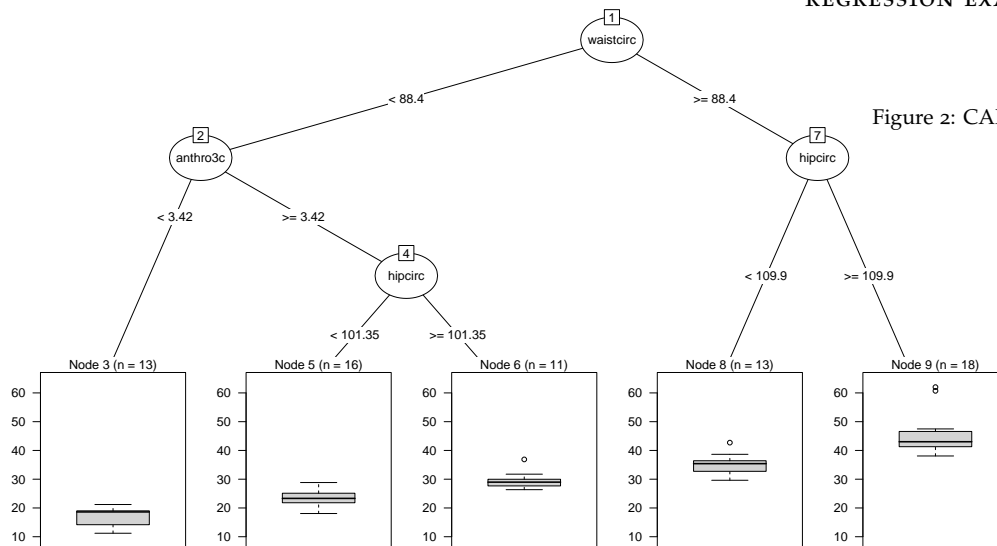 REGRESSION
1
waistcirc
< 88.4
>= 88.4
Figure 2:
2
anthro3c
7
hipcirc
< 3.42
>= 3.42
4
hipcirc
< 109.9
>= 109.9
< 101.35
>= 101.35
Node 3 (n = 13)
Node 5 (n = 16)
Node 6 (n = 11)
Node 8 (n = 13)
Node 9 (n = 18)
60 60 60 60 60
50 50 50 50 50
40 40 40 40 40
30 30 30 30 30
20 20 20 20 20
10 10 10 10 10